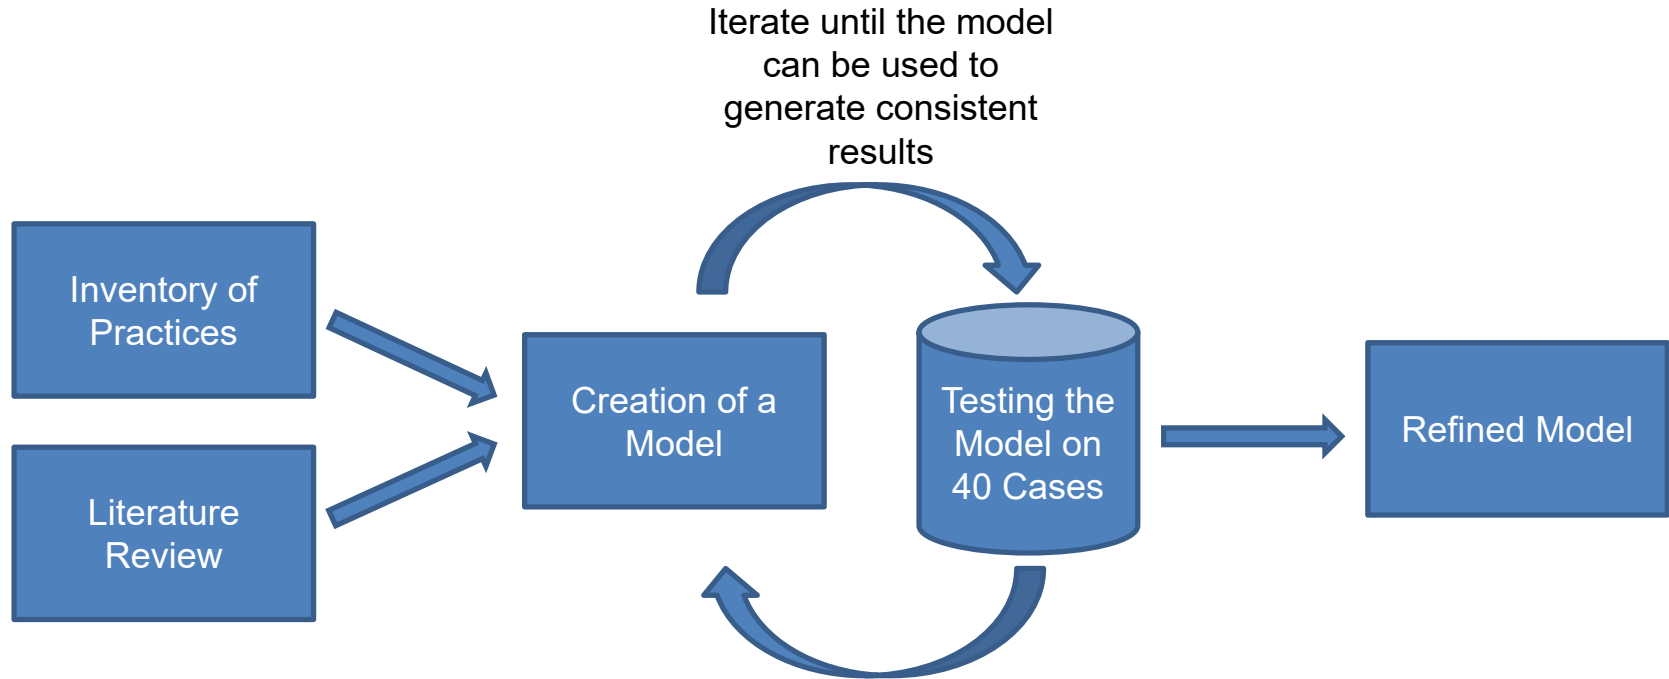 Iterate until the model
can be used to
generate consistent
results
Inventory of
Practices
Literature
Review
Creation of a
Model
Testing the
Model on
40 Cases
Refined Model